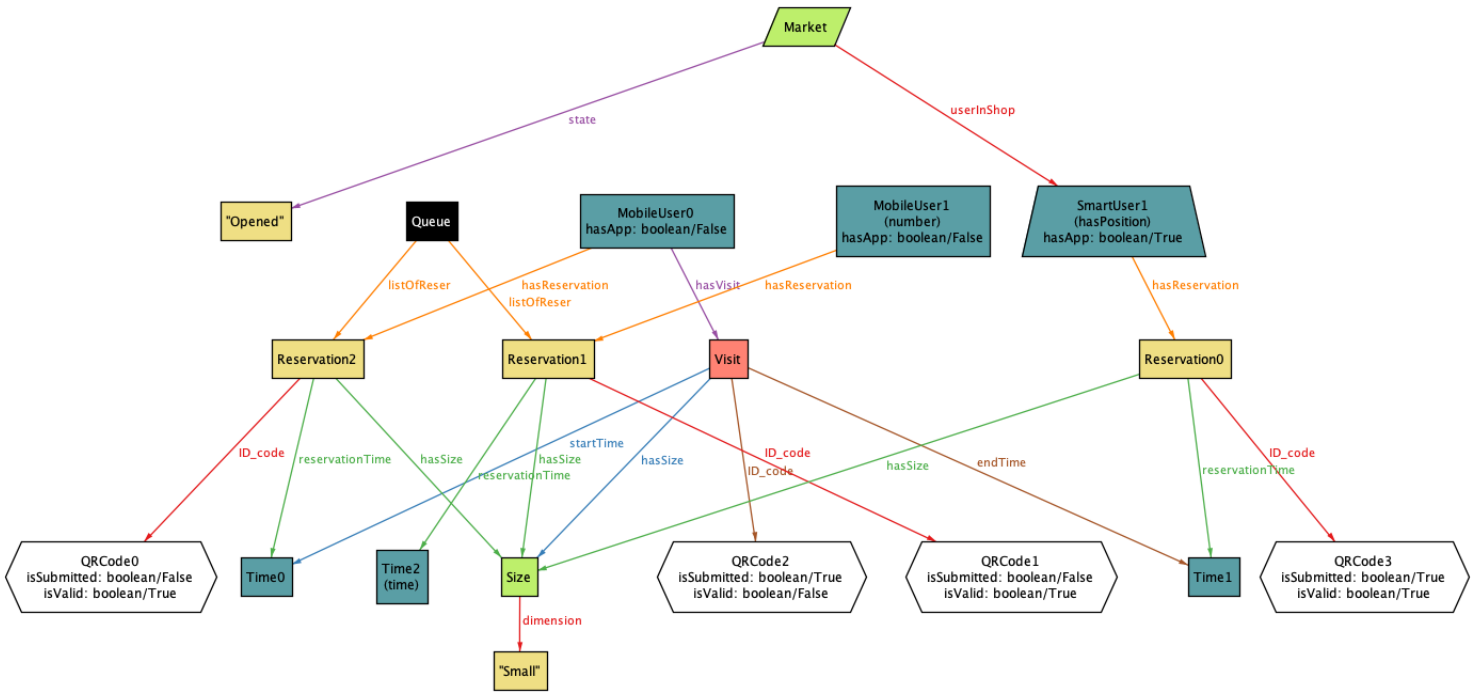 Market
state
userInShop
"Opened"
Queue
MobileUser0
hasApp: boolean/False
MobileUser1
(number)
hasApp: boolean/False
SmartUser1
(hasPosition)
hasApp: boolean/True
listOfReser
hasReservation
listOfReser
hasVisit
hasReservation
hasReservation
Reservation2
Reservation1
Visit
Reservation0
ID_code
reservationTime
hasSize
hasSize
reservationTime
startTime
hasSize
ID_code
ID_code
hasSize
endTime
ID_code
reservationTime
QRCode0
isSubmitted: boolean/False
isValid: boolean/True
Time0
Time2
(time)
Size
QRCode2
isSubmitted: boolean/True
isValid: boolean/False
QRCode1
isSubmitted: boolean/False
isValid: boolean/True
Time1
QRCode3
isSubmitted: boolean/True
isValid: boolean/True
dimension
"Small"